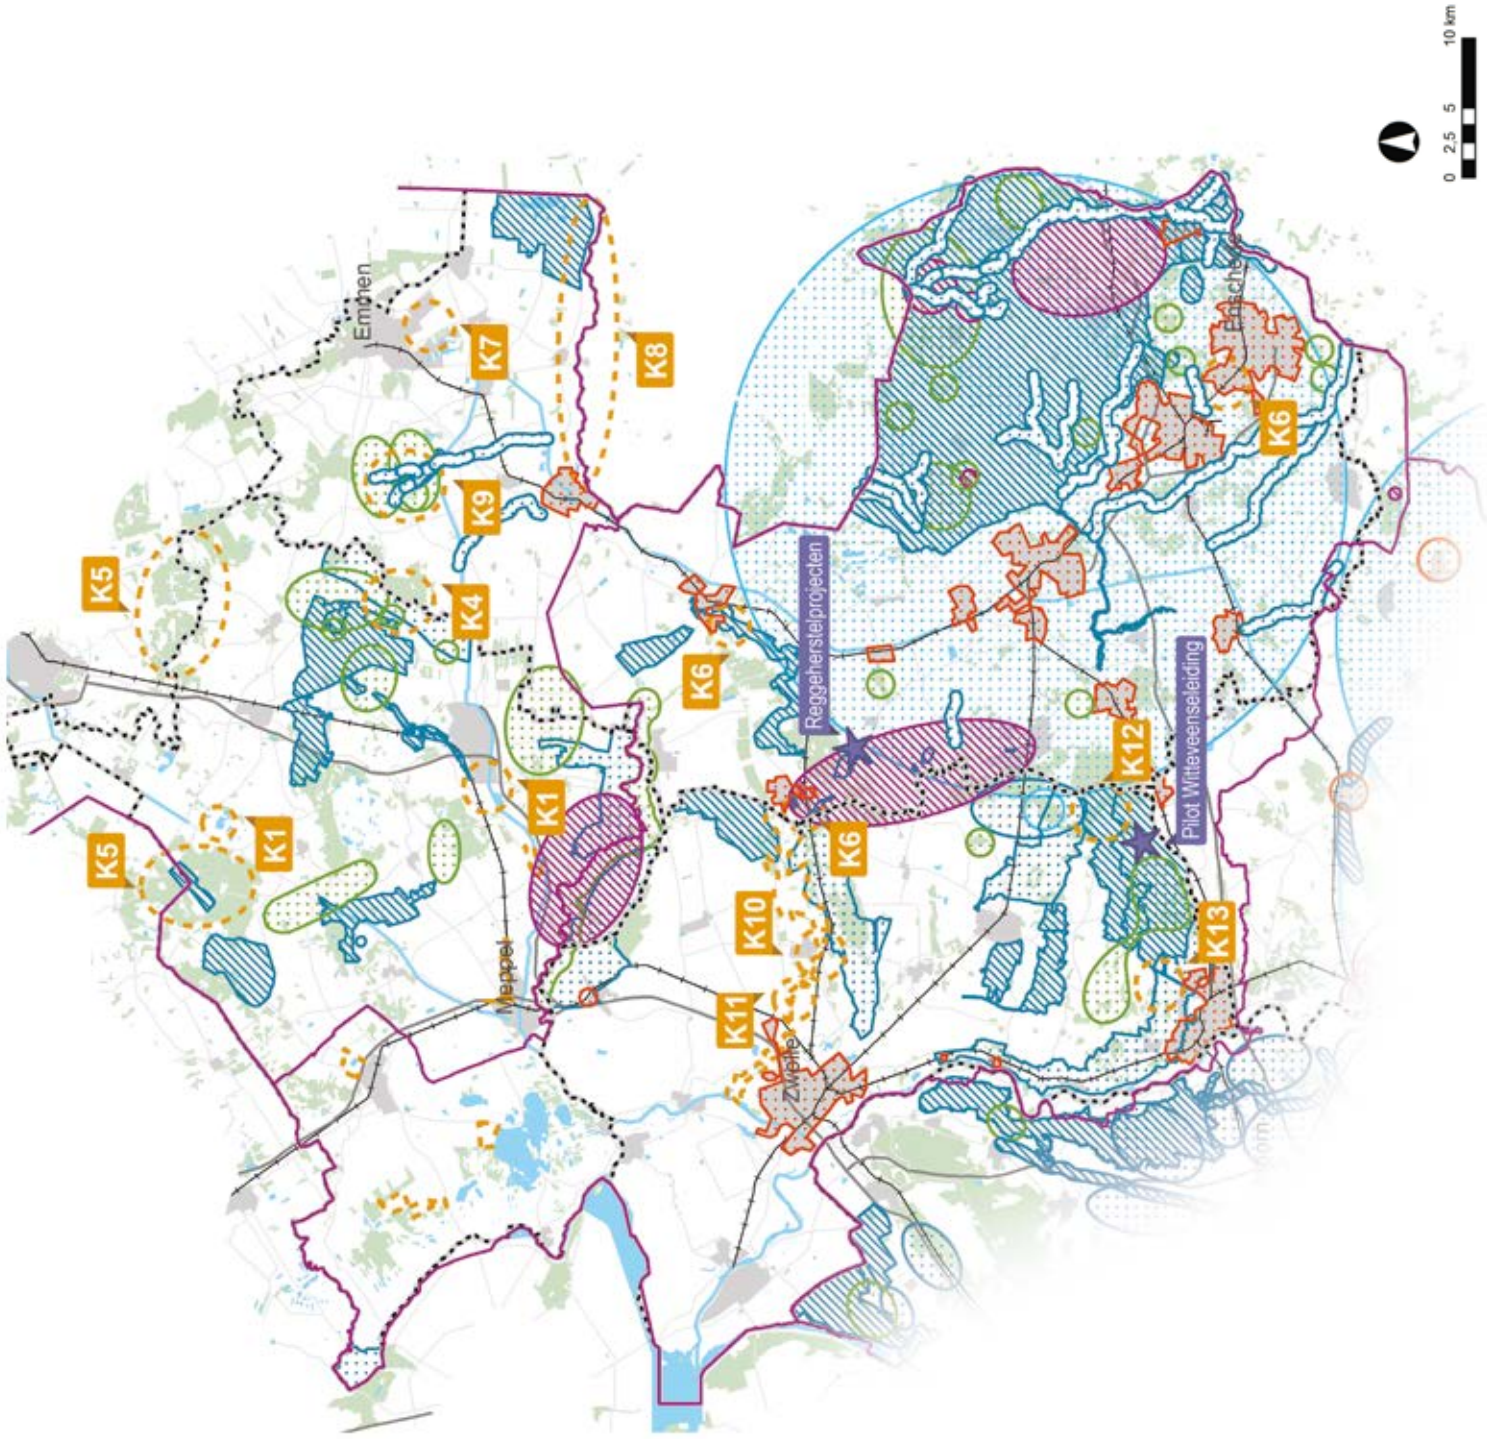 K5
K5
K1
K4
K9
K7
Emmen
K8
K1
Meppel
K6
Reggeherstelprojecten
K10
K6
K11
Zwolle
K12
Pilot Witteveenseleiding
K13
K6
Enschede
0 2,5 5 10 km